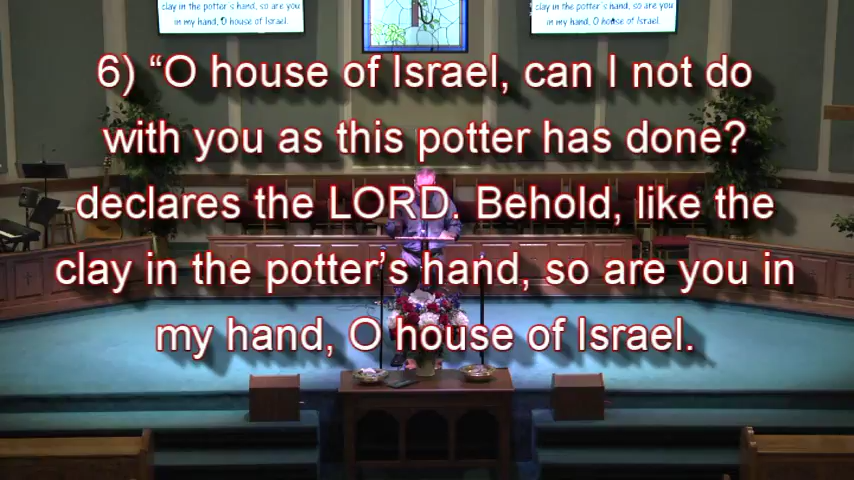 clay in the potter's hand, so are you
in my hand, O house of Israel.
clay in the potter's hand, so are you
in my hand, O house of Israel.
6) “O house of Israel, can I not do
with you as this potter has done?
declares the LORD. Behold, like the
clay in the potter’s hand, so are you in
my hand, O house of Israel.